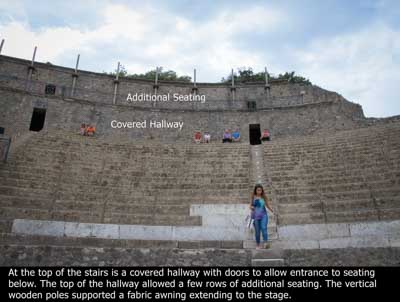 Additional Seating
Covered Hallway
At the top of the stairs is a covered hallway with doors to allow entrance to seating
below. The top of the hallway allowed a few rows of additional seating. The vertical
wooden poles supported a fabric awning extending to the stage.